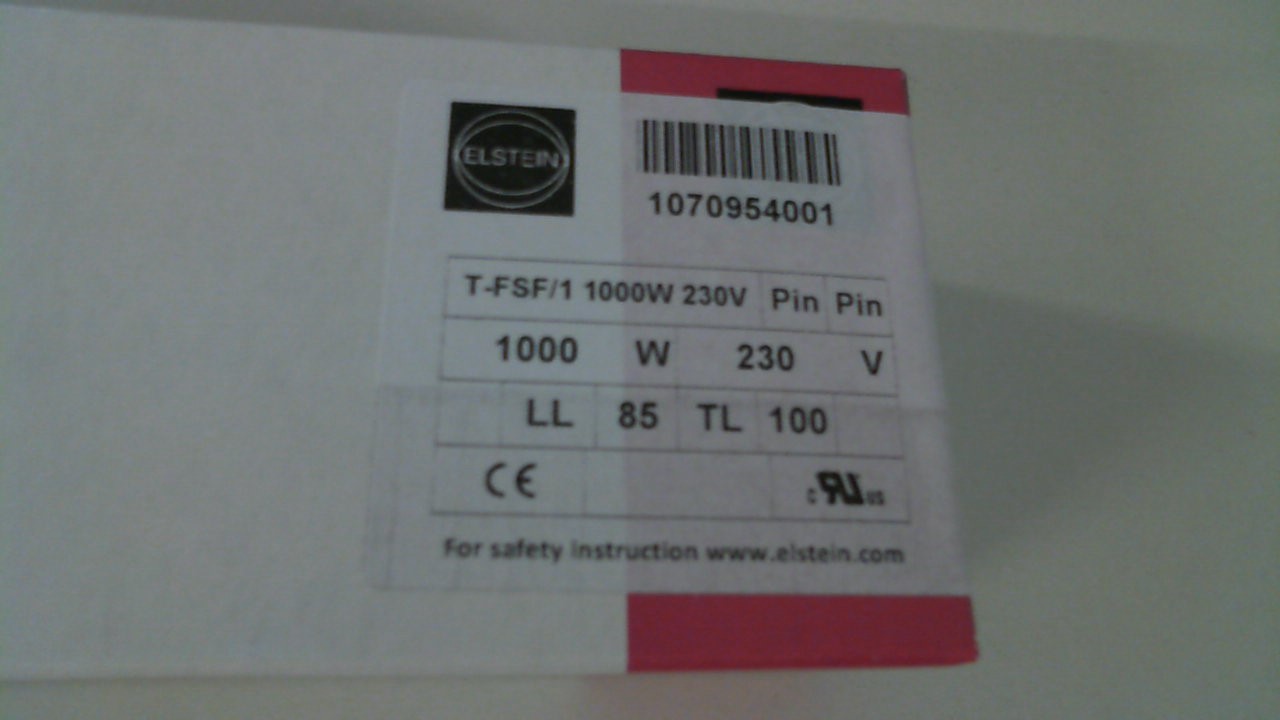 ELSTEIN
1070954001
T-FSF/1 1000W 230V Pin Pin
1000 W 230 V
LL 85 TL 100
CE c RU us
For safety instruction www.elstein.com